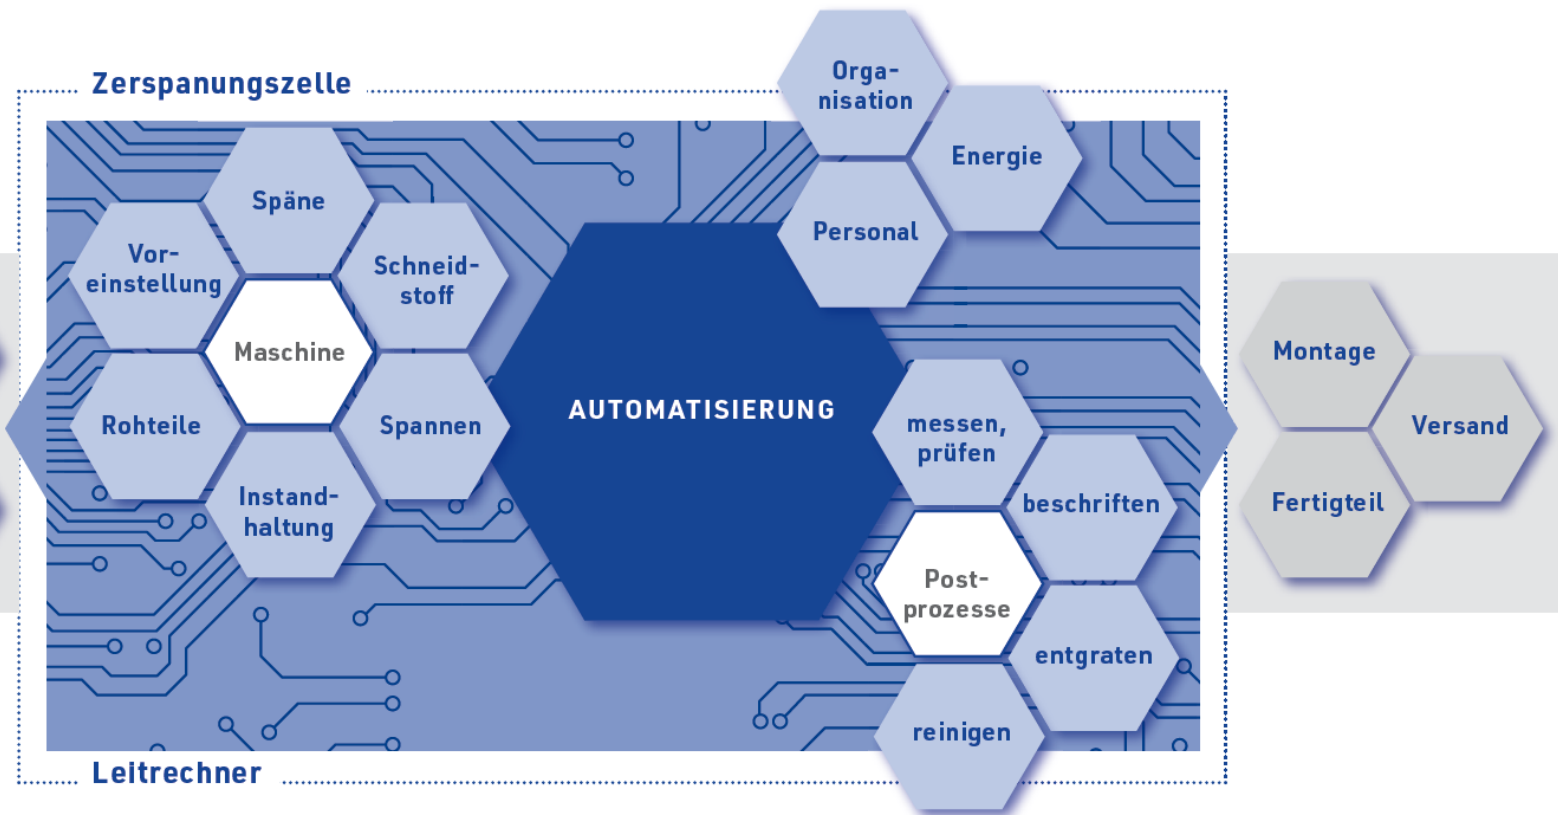 Zerspanungszelle
Orga-
nisation
Energie
Personal
Späne
Vor-
einstellung
Schneid-
stoff
Maschine
Rohteile
Spannen
Instand-
haltung
AUTOMATISIERUNG
messen,
prüfen
beschriften
Post-
prozesse
entgraten
reinigen
Montage
Versand
Fertigteil
Leitrechner